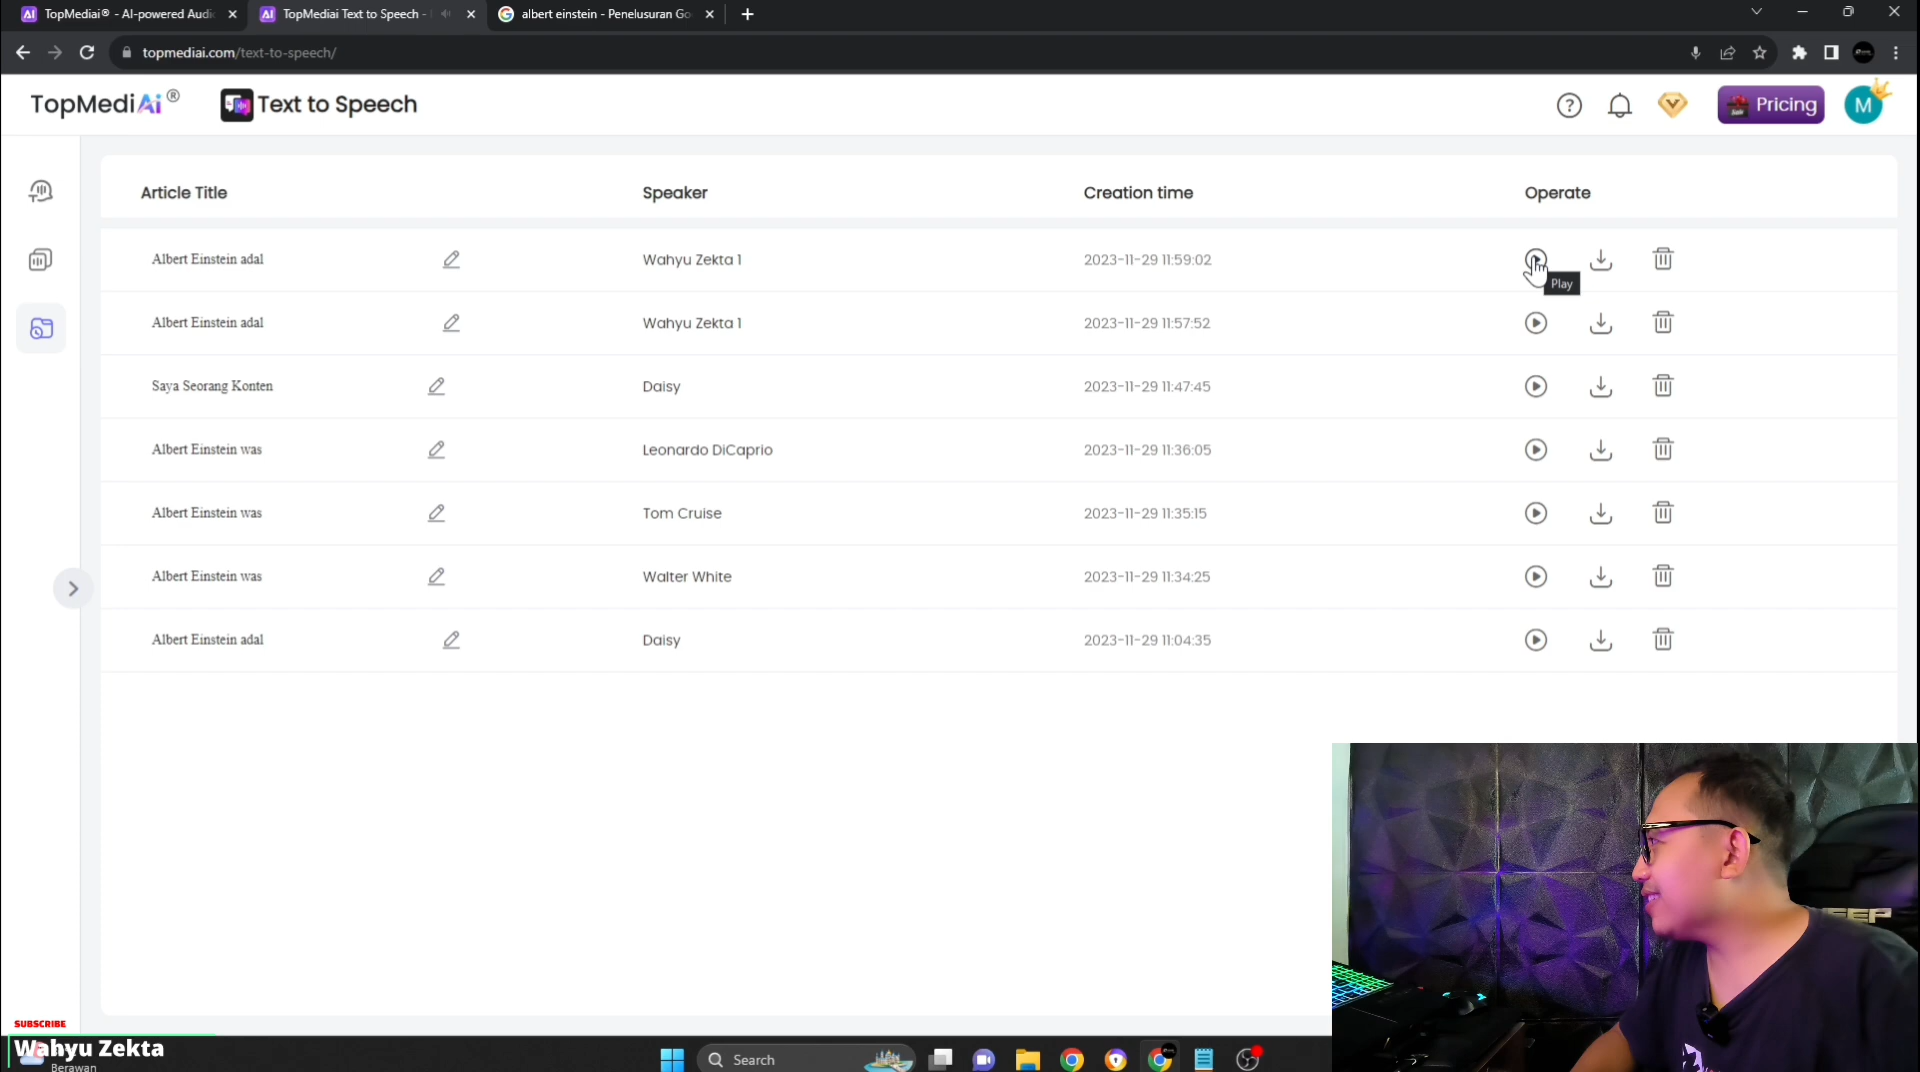 TopMediai® - AI-powered Audi
TopMediai Text to Speech -
albert einstein - Penelusuran Go
topmediai.com/text-to-speech/
TopMediAi®
Text to Speech
Pricing
M
Article Title Speaker Creation time Operate
Albert Einstein adal Wahyu Zekta 1 2023-11-29 11:59:02
Play
Albert Einstein adal Wahyu Zekta 1 2023-11-29 11:57:52
Saya Seorang Konten Daisy 2023-11-29 11:47:45
Albert Einstein was Leonardo DiCaprio 2023-11-29 11:36:05
Albert Einstein was Tom Cruise 2023-11-29 11:35:15
Albert Einstein was Walter White 2023-11-29 11:34:25
Albert Einstein adal Daisy 2023-11-29 11:04:35
SUBSCRIBE
Wahyu Zekta
Berawan
Search